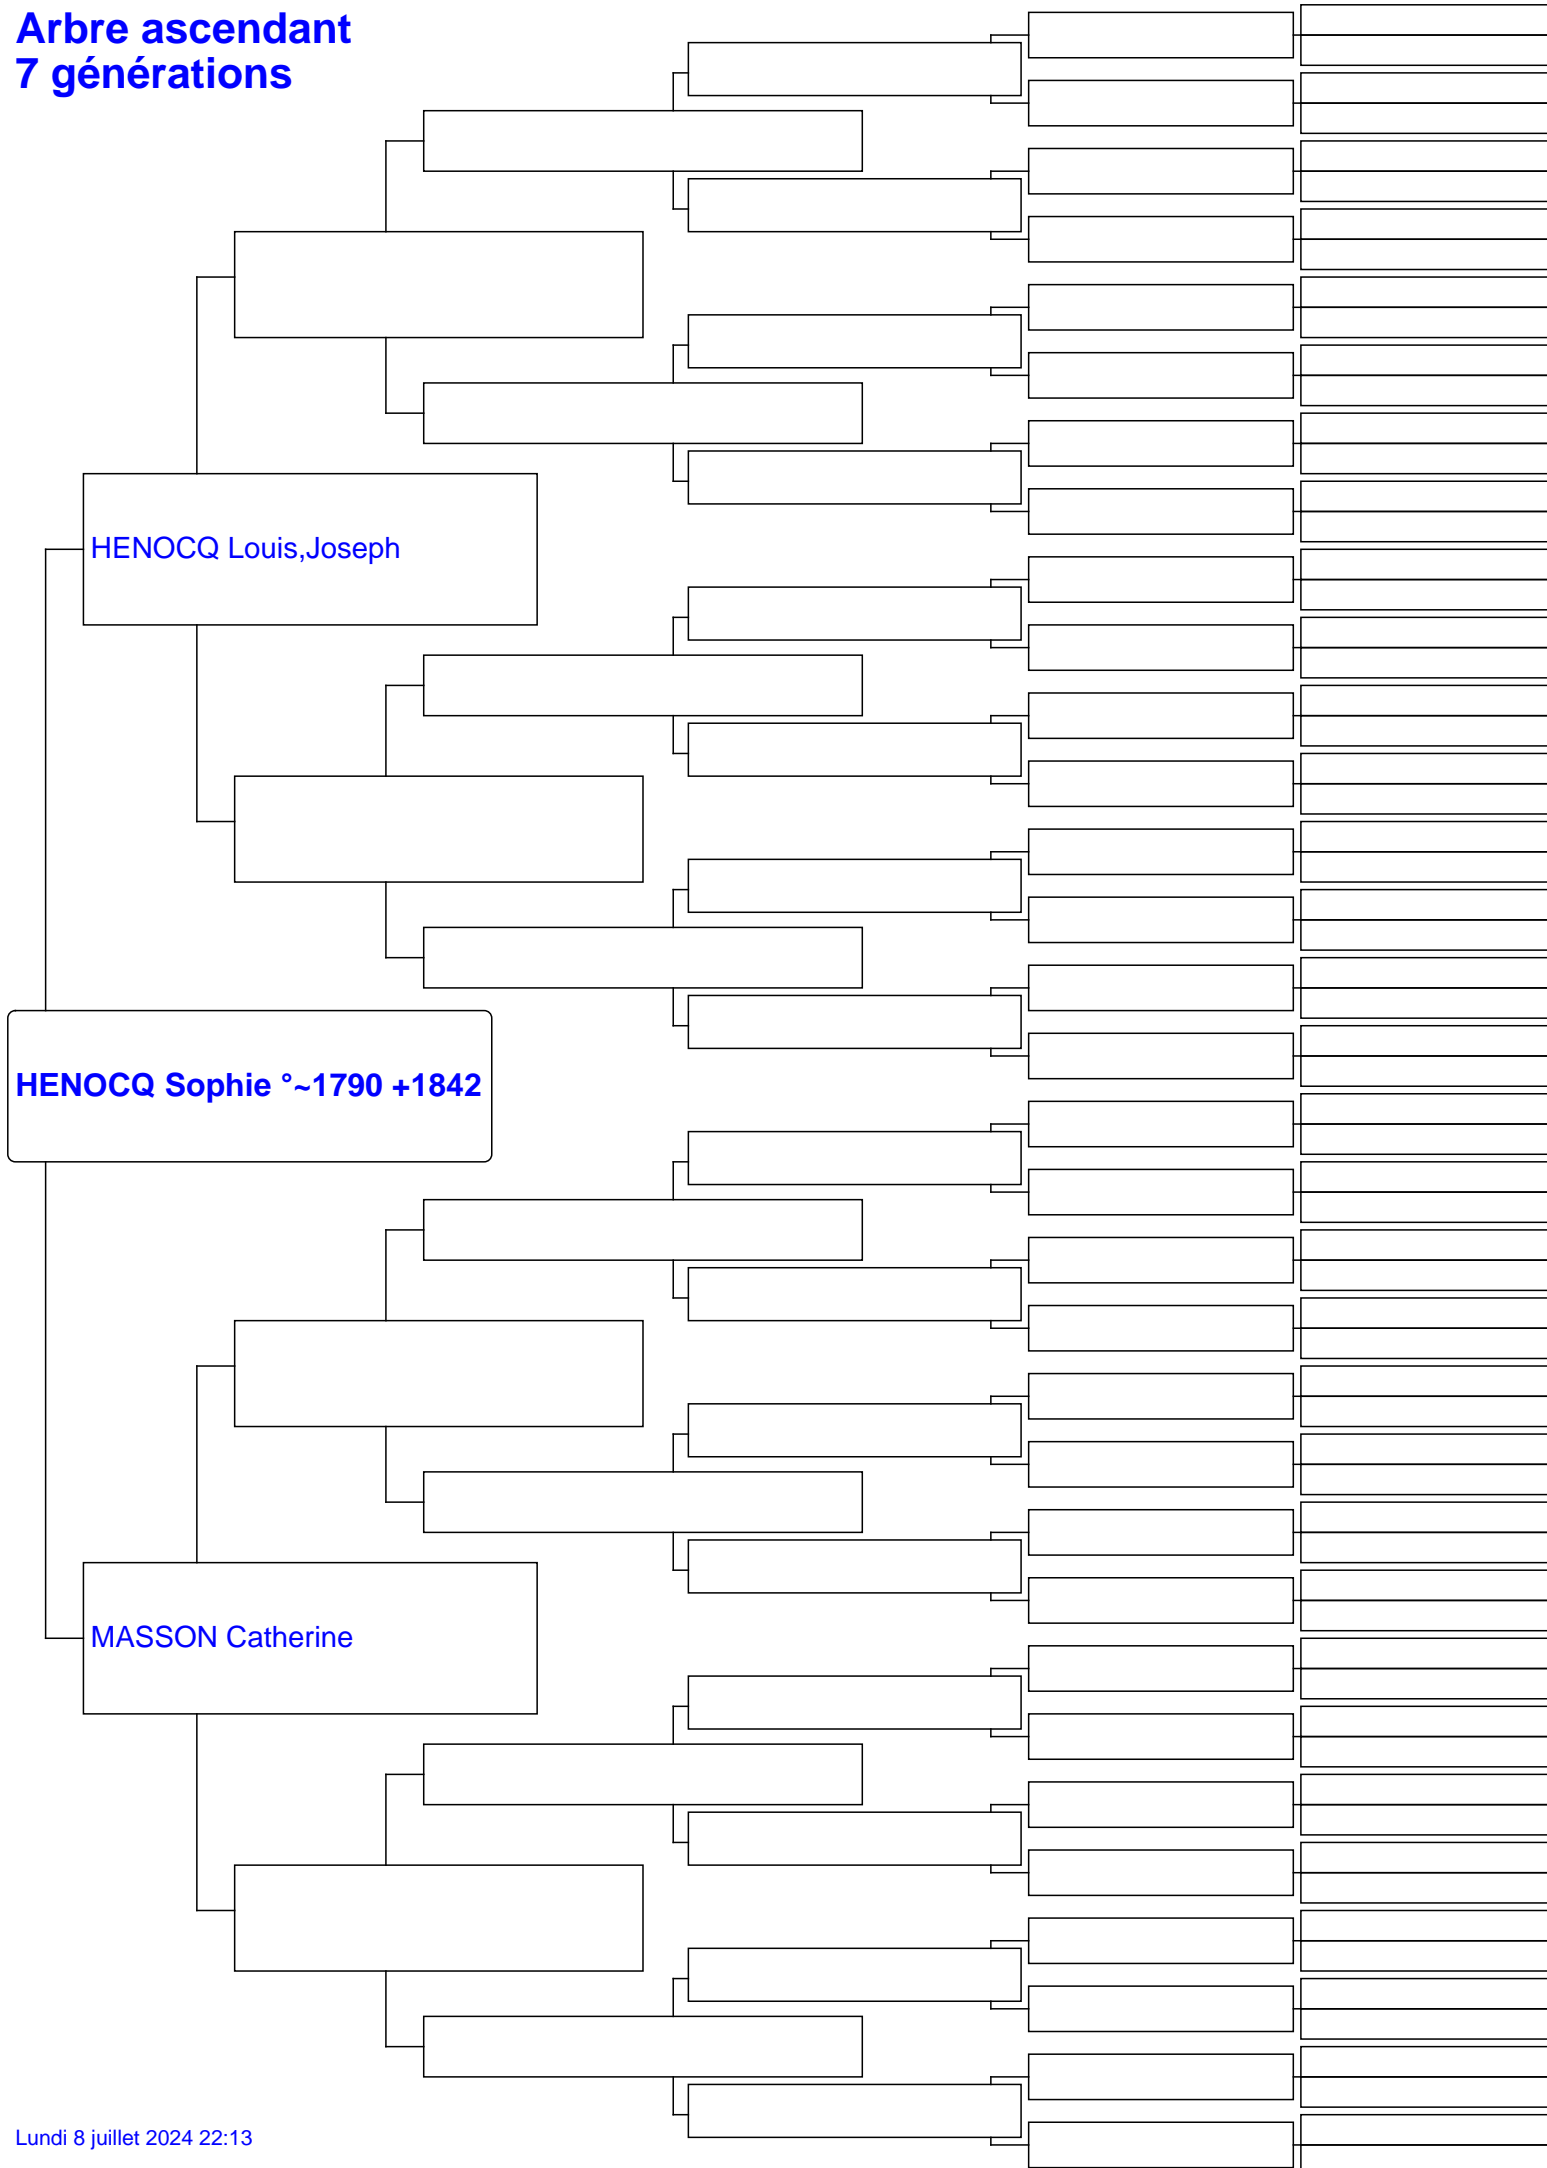 Arbre ascendant
7 générations
HENOCQ Louis,Joseph
HENOCQ Sophie °~1790 +1842
MASSON Catherine
Lundi 8 juillet 2024 22:13